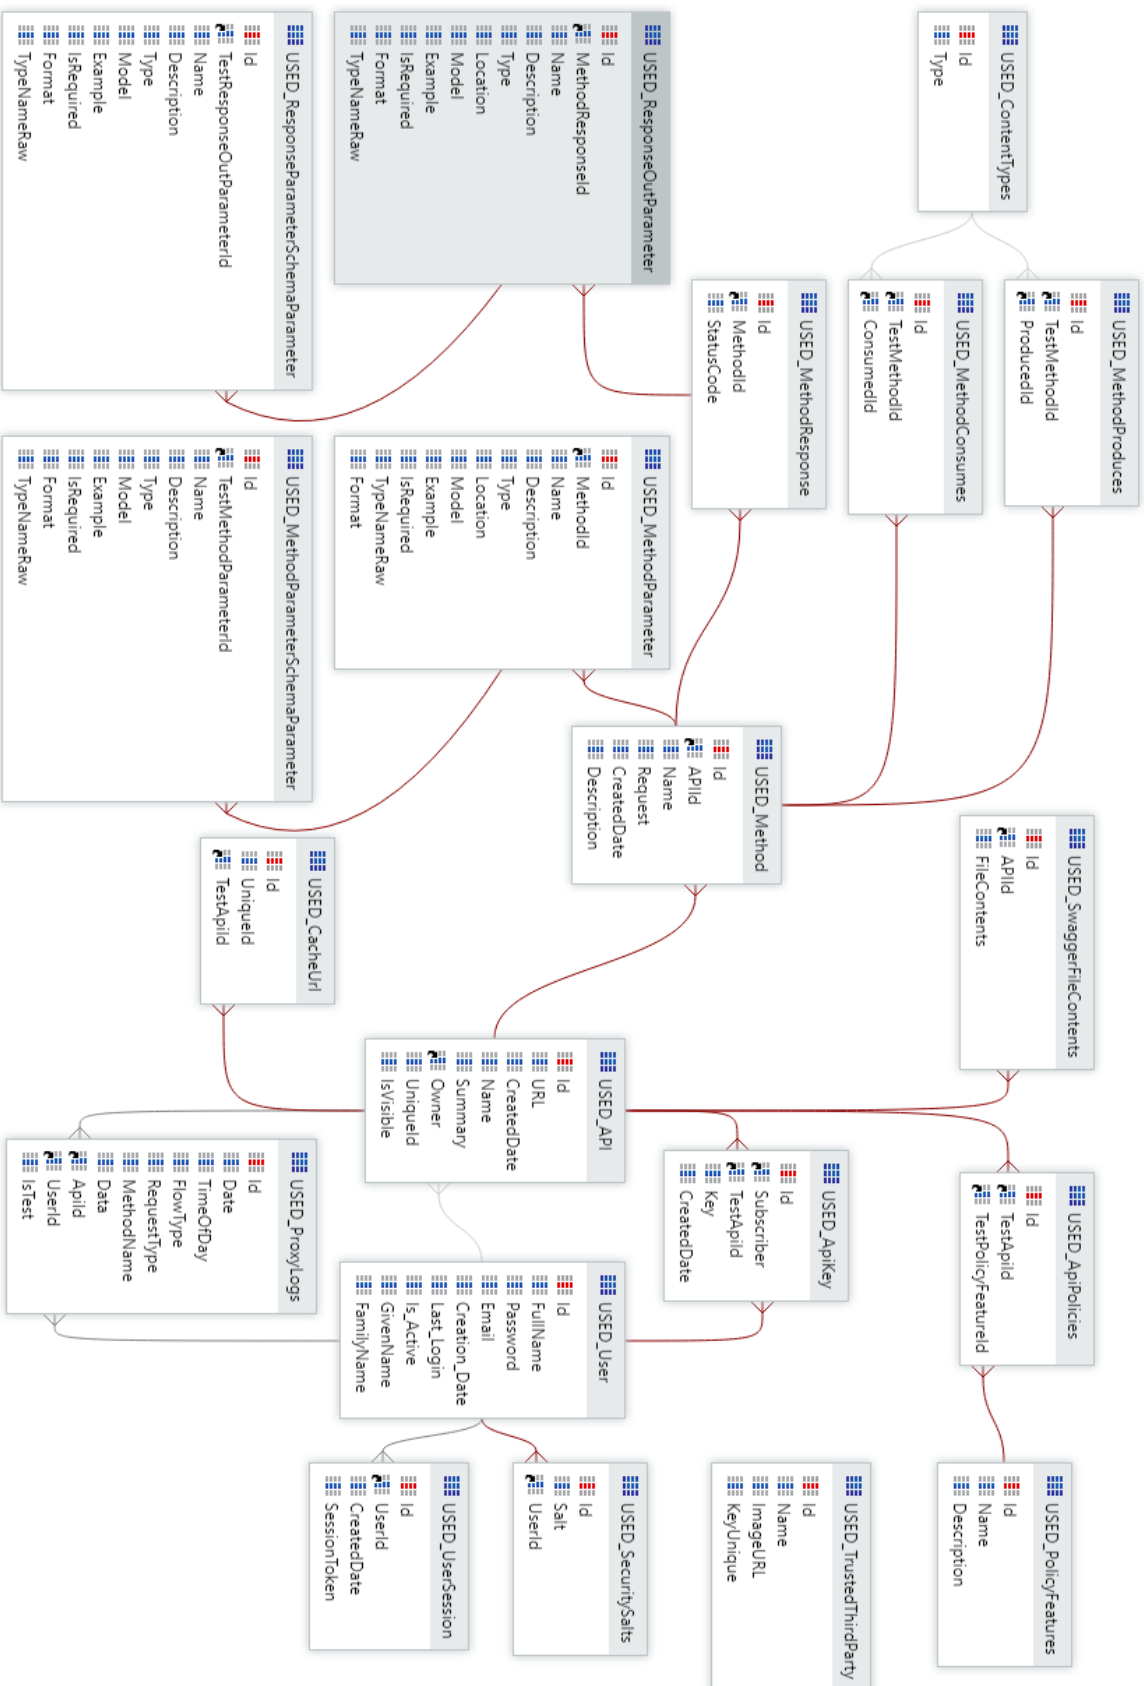 USED_ContentTypes
Id
Type
USED_MethodProduces
Id
TestMethodId
ProducedId
USED_MethodConsumes
Id
TestMethodId
ConsumedId
USED_MethodResponse
Id
MethodId
StatusCode
USED_ResponseOutParameter
Id
MethodResponseId
Name
Description
Type
Location
Model
Example
IsRequired
Format
TypeNameRaw
USED_ResponseParameterSchemaParameter
Id
TestResponseOutParameterId
Name
Description
Type
Model
Example
IsRequired
Format
TypeNameRaw
USED_MethodParameter
Id
MethodId
Name
Description
Type
Location
Model
Example
IsRequired
TypeNameRaw
Format
USED_MethodParameterSchemaParameter
Id
TestMethodParameterId
Name
Description
Type
Model
Example
IsRequired
Format
TypeNameRaw
USED_Method
Id
APIId
Name
Request
CreatedDate
Description
USED_SwaggerFileContents
Id
APIId
FileContents
USED_CacheUrl
Id
UniqueId
TestApiId
USED_API
Id
URL
CreatedDate
Name
Summary
Owner
UniqueId
IsVisible
USED_ApiPolicies
Id
TestApiId
TestPolicyFeatureId
USED_ApiKey
Id
Subscriber
TestApiId
Key
CreatedDate
USED_ProxyLogs
Id
Date
TimeOfDay
FlowType
RequestType
MethodName
Data
ApiId
UserId
IsTest
USED_User
Id
FullName
Password
Email
Creation_Date
Last_Login
Is_Active
GivenName
FamilyName
USED_PolicyFeatures
Id
Name
Description
USED_TrustedThirdParty
Id
Name
ImageURL
KeyUnique
USED_SecuritySalts
Id
Salt
UserId
USED_UserSession
Id
UserId
CreatedDate
SessionToken